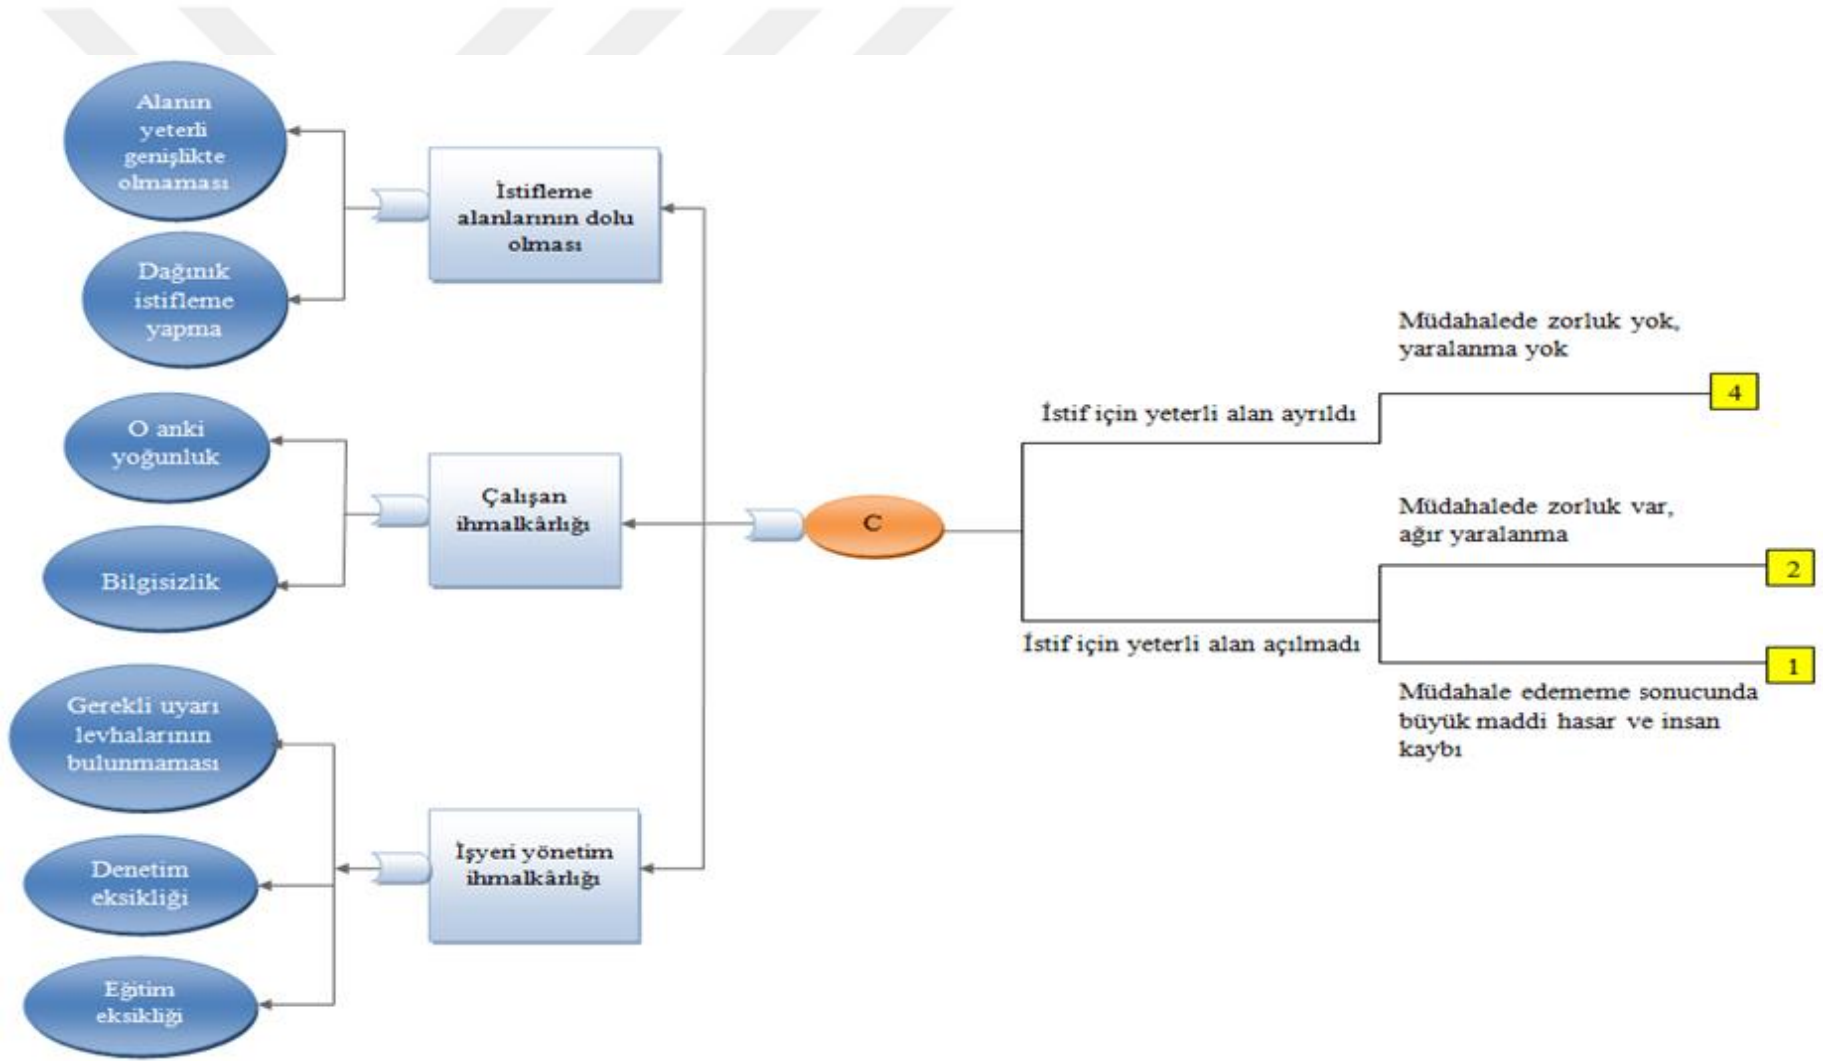 Alanın
yeterli
genişlikte
olmaması
Dağınık
istifleme
yapma
O anki
yoğunluk
Bilgisizlik
Gerekli uyarı
levhalarının
bulunmaması
Denetim
eksikliği
Eğitim
eksikliği
İstifleme
alanlarının dolu
olması
Çalışan
ihmalkârlığı
İşyeri yönetim
ihmalkârlığı
C
İstif için yeterli alan ayrıldı
İstif için yeterli alan açılmadı
Müdahalede zorluk yok,
yaralanma yok
4
Müdahalede zorluk var,
ağır yaralanma
2
1
Müdahale edememe sonucunda
büyük maddi hasar ve insan
kaybı